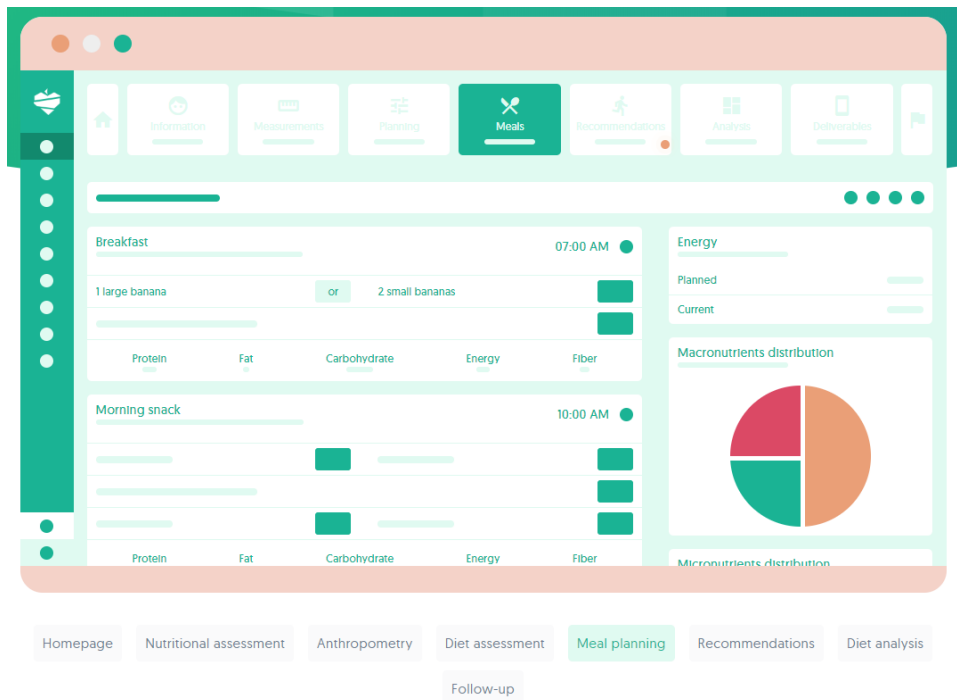 Information Measurements Planning Meals Recommendations Analysis Deliverables
Breakfast 07:00 AM
1 large banana or 2 small bananas
Protein Fat Carbohydrate Energy Fiber
Morning snack 10:00 AM
Protein Fat Carbohydrate Energy Fiber
Energy
Planned
Current
Macronutrients distribution
Micronutrients distribution
Homepage Nutritional assessment Anthropometry Diet assessment Meal planning Recommendations Diet analysis
Follow-up